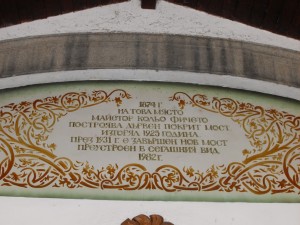 1874 Г.
НА ТОВА МЯСТО
МАЙСТОР КОЛЬО ФИЧЕТО
ПОСТРОЯВА ДЪРВЕН ПОКРИТ МОСТ.
ИЗГОРЯЛ 1925 ГОДИНА.
ПРЕЗ 1931 Г. Е ЗАВЪРШЕН НОВ МОСТ
ПРЕУСТРОЕН В СЕГАШНИЯ ВИД
1982 Г.